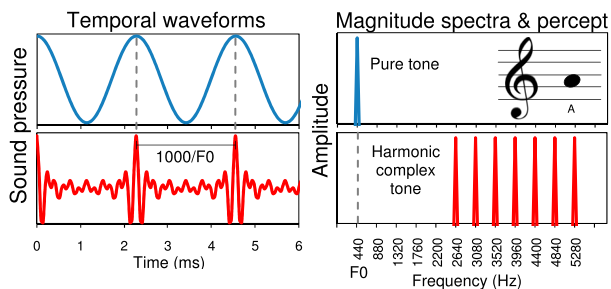 Temporal waveforms
Magnitude spectra & percept
Sound pressure
Amplitude
Pure tone
A
1000/F0
Harmonic
complex
tone
0 1 2 3 4 5 6
Time (ms)
440 880 1320 1760 2200 2640 3080 3520 3960 4400 4840 5280
F0
Frequency (Hz)